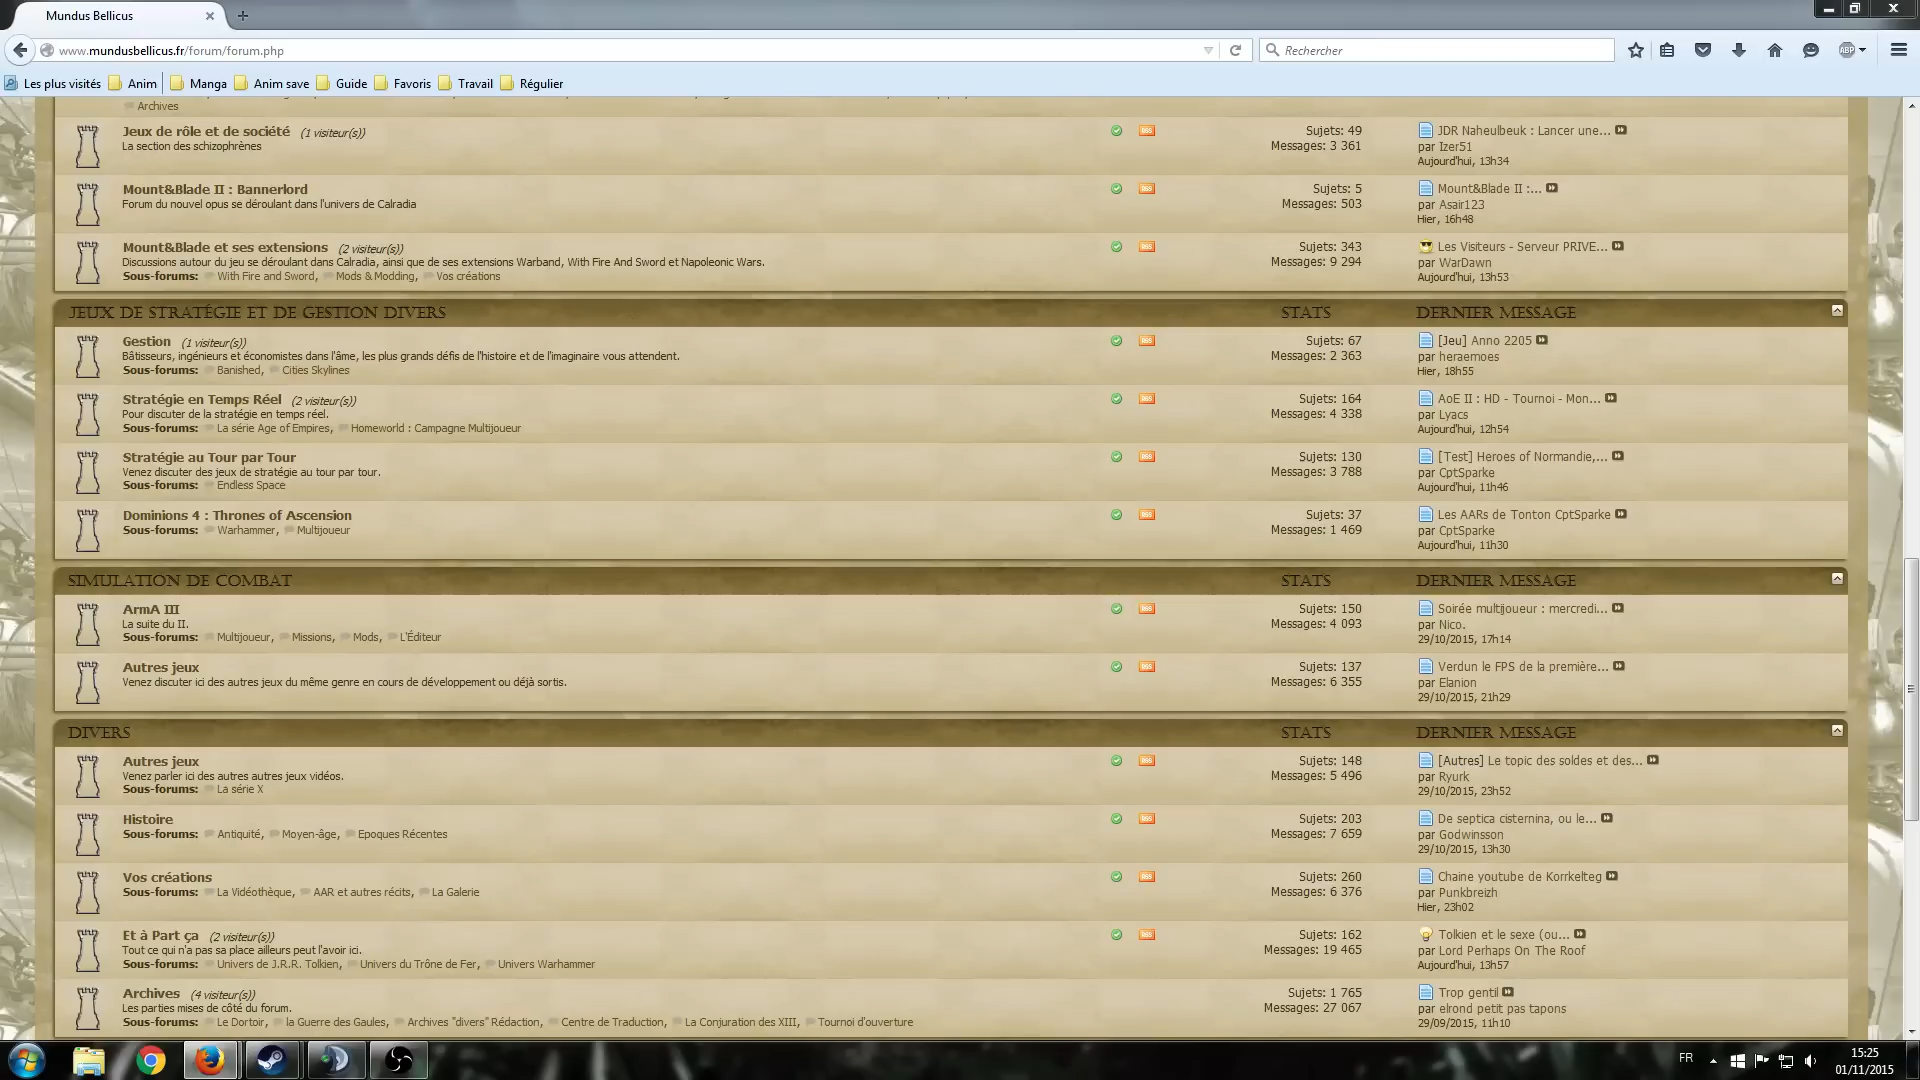 Mundus Bellicus
www.mundusbellicus.fr/forum/forum.php
Rechercher
ABP
Les plus visités Anim Manga Anim save Guide Favoris Travail Régulier
Archives
Jeux de rôle et de société (1 visiteur(s))
La section des schizophrènes
Sujets: 49
Messages: 3 361
JDR Naheulbeuk : Lancer une...
par Izer51
Aujourd'hui, 13h34
Mount&Blade II : Bannerlord
Forum du nouvel opus se déroulant dans l'univers de Calradia
Sujets: 5
Messages: 503
Mount&Blade II :...
par Asair123
Hier, 16h48
Mount&Blade et ses extensions (2 visiteur(s))
Discussions autour du jeu se déroulant dans Calradia, ainsi que de ses extensions Warband, With Fire And Sword et Napoleonic Wars.
Sous-forums: With Fire and Sword, Mods & Modding, Vos créations
Sujets: 343
Messages: 9 294
Les Visiteurs - Serveur PRIVE...
par WarDawn
Aujourd'hui, 13h53
JEUX DE STRATÉGIE ET DE GESTION DIVERS STATS DERNIER MESSAGE
Gestion (1 visiteur(s))
Bâtisseurs, ingénieurs et économistes dans l'âme, les plus grands défis de l'histoire et de l'imaginaire vous attendent.
Sous-forums: Banished, Cities Skylines
Sujets: 67
Messages: 2 363
[Jeu] Anno 2205
par heraemoes
Hier, 18h55
Stratégie en Temps Réel (2 visiteur(s))
Pour discuter de la stratégie en temps réel.
Sous-forums: La série Age of Empires, Homeworld : Campagne Multijoueur
Sujets: 164
Messages: 4 338
AoE II : HD - Tournoi - Mon...
par Lyacs
Aujourd'hui, 12h54
Stratégie au Tour par Tour
Venez discuter des jeux de stratégie au tour par tour.
Sous-forums: Endless Space
Sujets: 130
Messages: 3 788
[Test] Heroes of Normandie,...
par CptSparke
Aujourd'hui, 11h46
Dominions 4 : Thrones of Ascension
Sous-forums: Warhammer, Multijoueur
Sujets: 37
Messages: 1 469
Les AARs de Tonton CptSparke
par CptSparke
Aujourd'hui, 11h30
SIMULATION DE COMBAT STATS DERNIER MESSAGE
ArmA III
La suite du II.
Sous-forums: Multijoueur, Missions, Mods, L'Éditeur
Sujets: 150
Messages: 4 093
Soirée multijoueur : mercredi...
par Nico.
29/10/2015, 17h14
Autres jeux
Venez discuter ici des autres jeux du même genre en cours de développement ou déjà sortis.
Sujets: 137
Messages: 6 355
Verdun le FPS de la première...
par Elanion
29/10/2015, 21h29
DIVERS STATS DERNIER MESSAGE
Autres jeux
Venez parler ici des autres autres jeux vidéos.
Sous-forums: La série X
Sujets: 148
Messages: 5 496
[Autres] Le topic des soldes et des...
par Ryurk
29/10/2015, 23h52
Histoire
Sous-forums: Antiquité, Moyen-âge, Epoques Récentes
Sujets: 203
Messages: 7 659
De septica cisternina, ou le...
par Godwinsson
29/10/2015, 13h30
Vos créations
Sous-forums: La Vidéothèque, AAR et autres récits, La Galerie
Sujets: 260
Messages: 6 376
Chaine youtube de Korrkelteg
par Punkbreizh
Hier, 23h02
Et à Part ça (2 visiteur(s))
Tout ce qui n'a pas sa place ailleurs peut l'avoir ici.
Sous-forums: Univers de J.R.R. Tolkien, Univers du Trône de Fer, Univers Warhammer
Sujets: 162
Messages: 19 465
Tolkien et le sexe (ou...
par Lord Perhaps On The Roof
Aujourd'hui, 13h57
Archives (4 visiteur(s))
Les parties mises de côté du forum.
Sous-forums: Le Dortoir, la Guerre des Gaules, Archives "divers" Rédaction, Centre de Traduction, La Conjuration des XIII, Tournoi d'ouverture
Sujets: 1 765
Messages: 27 067
Trop gentil
par elrond petit pas tapons
29/09/2015, 11h10
FR
15:25
01/11/2015